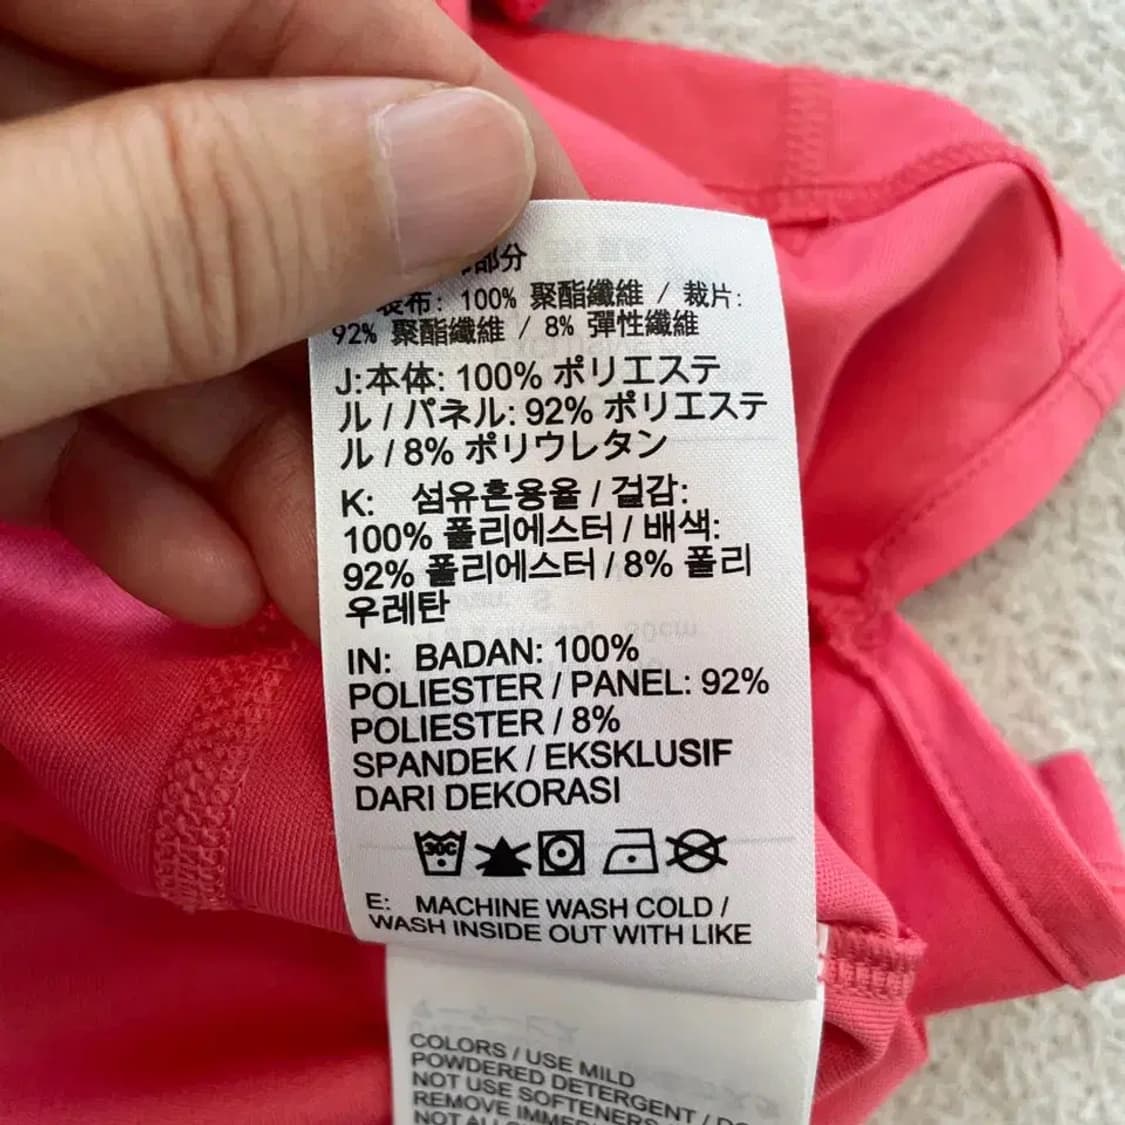 部分
表布: 100% 聚酯纖維 / 裁片:
92% 聚酯纖維 / 8% 彈性纖維
J:本体: 100% ポリエステ
ル / パネル: 92% ポリエステ
ル / 8% ポリウレタン
K: 섬유혼용율 / 겉감:
100% 폴리에스터 / 배색:
92% 폴리에스터 / 8% 폴리
우레탄
IN: BADAN: 100%
POLIESTER / PANEL: 92%
POLIESTER / 8%
SPANDEK / EKSKLUSIF
DARI DEKORASI
30C
E: MACHINE WASH COLD /
WASH INSIDE OUT WITH LIKE
COLORS / USE MILD
POWDERED DETERGENT /
NOT USE SOFTENERS
REMOVE